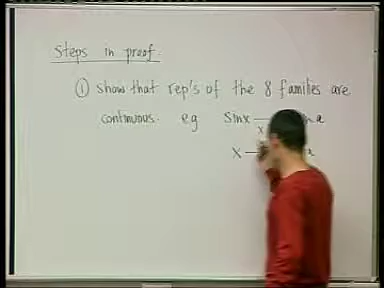 Steps in proof
① Show that rep's of the 8 families are
continuous. eg Sinx —
x
x —